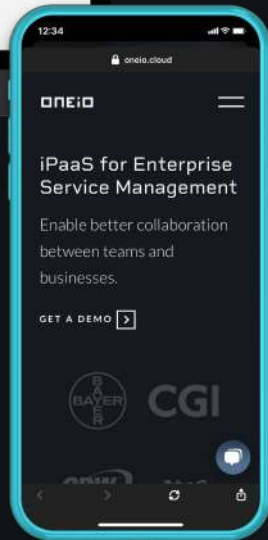 12:34
oneio.cloud
ONEiO
iPaaS for Enterprise
Service Management
Enable better collaboration
between teams and
businesses.
GET A DEMO
BAYER
BAYER
CGI